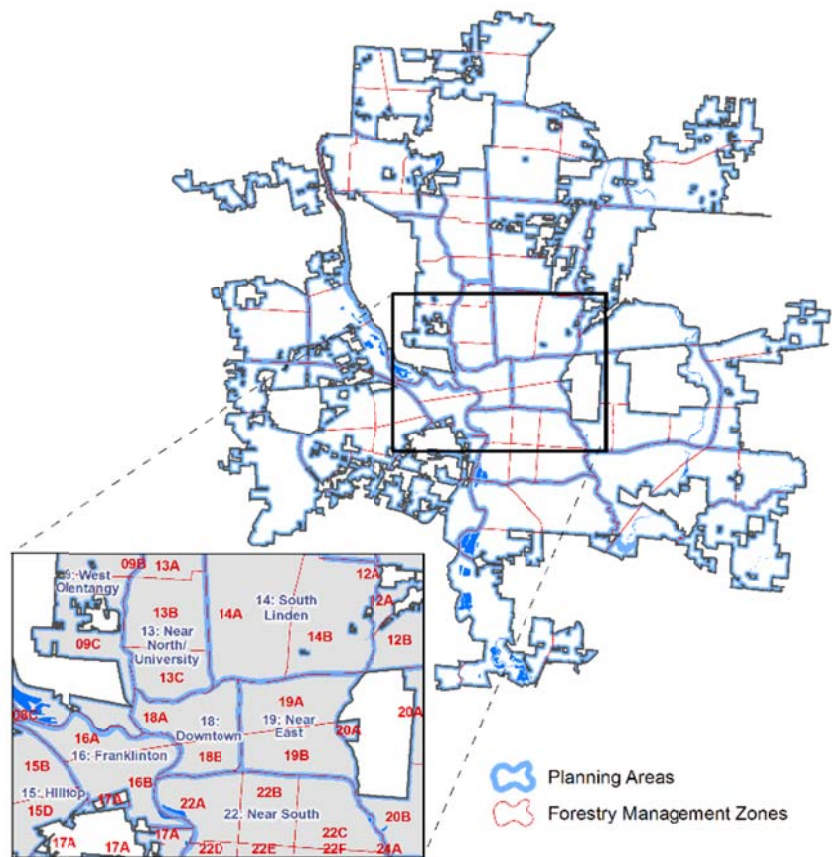 09B
13A
12A
9: West
Olentangy
12A
13B
14A
14: South
Linden
13: Near
North/
University
14B
12B
09C
13C
19A
18A
18:
Downtown
19: Near
East
20A
20A
08C
16A
16: Franklinton
18B
19B
15B
16B
15: Hilltop
17A
22A
22B
15D
22: Near South
20B
17A
22C
17A
17A
22D
22E
22F
24A
Planning Areas
Forestry Management Zones